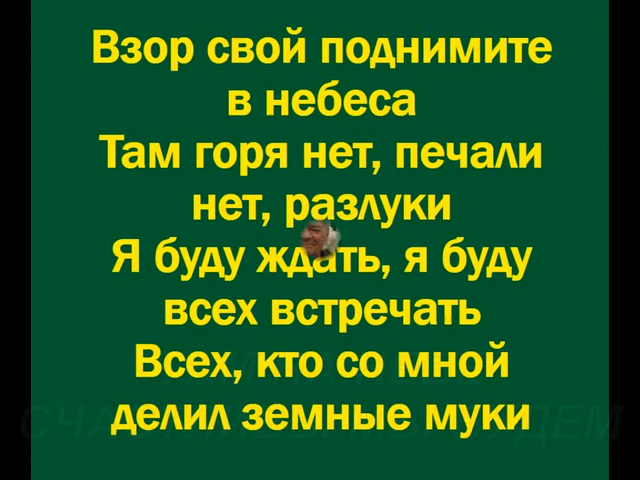 Взор свой поднимите
в небеса
Там горя нет, печали
нет, разлуки
Я буду ждать, я буду
всех встречать
Всех, кто со мной
делил земные муки